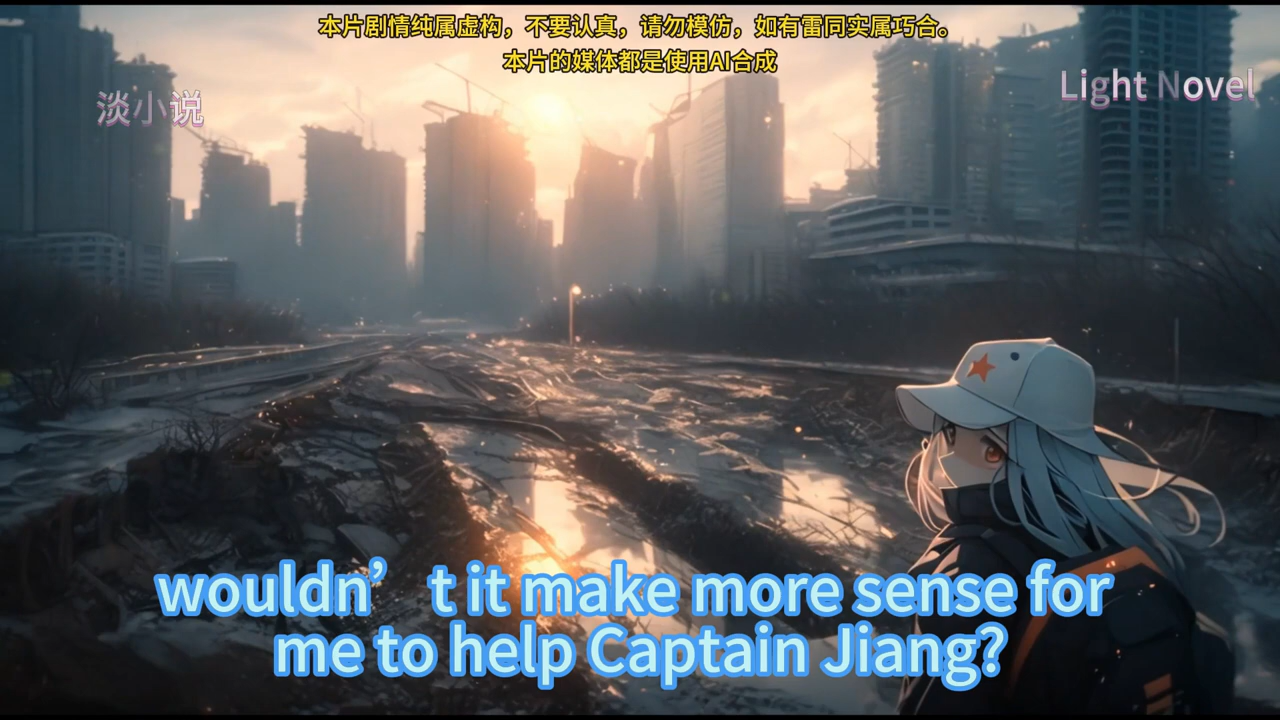 本片剧情纯属虚构，不要认真，请勿模仿，如有雷同实属巧合。
本片的媒体都是使用AI合成
淡小说
Light Novel
wouldn’ t it make more sense for
me to help Captain Jiang?